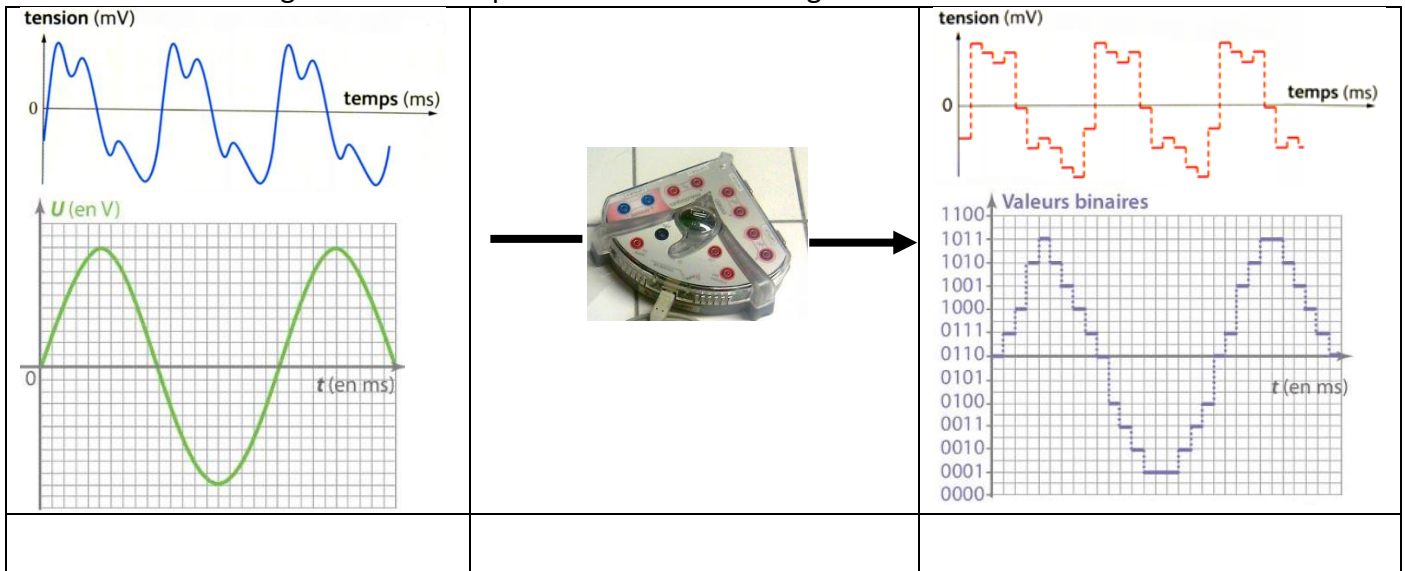 tension (mV)
0
temps (ms)
U (en V)
0
t (en ms)
tension (mV)
0
temps (ms)
Valeurs binaires
1100
1011
1010
1001
1000
0111
0110
0101
0100
0011
0010
0001
0000
t (en ms)